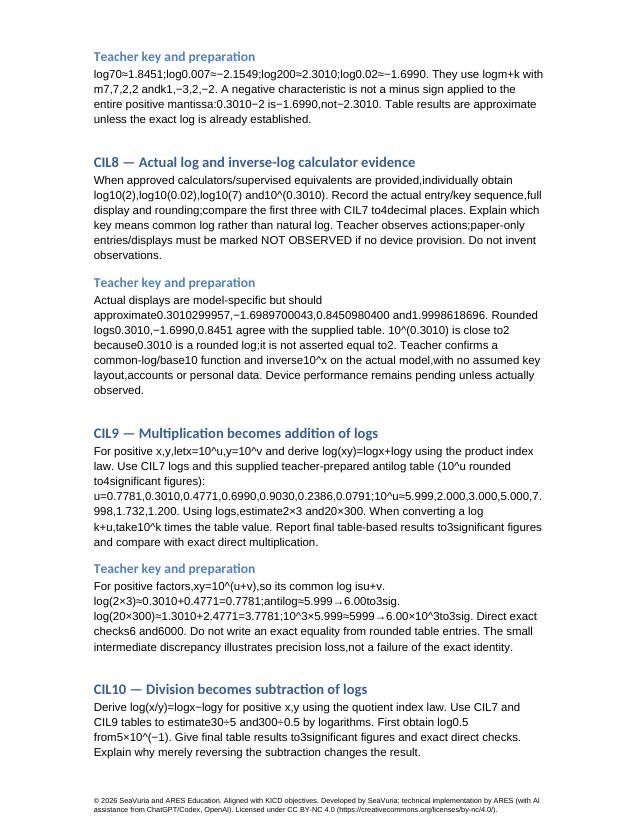 Teacher key and preparation
log70≈1.8451;log0.007≈−2.1549;log200≈2.3010;log0.02≈−1.6990. They use logm+k with
m7,7,2,2 andk1,−3,2,−2. A negative characteristic is not a minus sign applied to the
entire positive mantissa:0.3010−2 is−1.6990,not−2.3010. Table results are approximate
unless the exact log is already established.
CIL8 — Actual log and inverse-log calculator evidence
When approved calculators/supervised equivalents are provided,individually obtain
log10(2),log10(0.02),log10(7) and10^(0.3010). Record the actual entry/key sequence,full
display and rounding;compare the first three with CIL7 to4decimal places. Explain which
key means common log rather than natural log. Teacher observes actions;paper-only
entries/displays must be marked NOT OBSERVED if no device provision. Do not invent
observations.
Teacher key and preparation
Actual displays are model-specific but should
approximate0.3010299957,−1.6989700043,0.8450980400 and1.9998618696. Rounded
logs0.3010,−1.6990,0.8451 agree with the supplied table. 10^(0.3010) is close to2
because0.3010 is a rounded log;it is not asserted equal to2. Teacher confirms a
common-log/base10 function and inverse10^x on the actual model,with no assumed key
layout,accounts or personal data. Device performance remains pending unless actually
observed.
CIL9 — Multiplication becomes addition of logs
For positive x,y,letx=10^u,y=10^v and derive log(xy)=logx+logy using the product index
law. Use CIL7 logs and this supplied teacher-prepared antilog table (10^u rounded
to4significant figures):
u=0.7781,0.3010,0.4771,0.6990,0.9030,0.2386,0.0791;10^u≈5.999,2.000,3.000,5.000,7.
998,1.732,1.200. Using logs,estimate2×3 and20×300. When converting a log
k+u,take10^k times the table value. Report final table-based results to3significant figures
and compare with exact direct multiplication.
Teacher key and preparation
For positive factors,xy=10^(u+v),so its common log isu+v.
log(2×3)≈0.3010+0.4771=0.7781;antilog≈5.999→6.00to3sig.
log(20×300)≈1.3010+2.4771=3.7781;10^3×5.999≈5999→6.00×10^3to3sig. Direct exact
checks6 and6000. Do not write an exact equality from rounded table entries. The small
intermediate discrepancy illustrates precision loss,not a failure of the exact identity.
CIL10 — Division becomes subtraction of logs
Derive log(x/y)=logx−logy for positive x,y using the quotient index law. Use CIL7 and
CIL9 tables to estimate30÷5 and300÷0.5 by logarithms. First obtain log0.5
from5×10^(−1). Give final table results to3significant figures and exact direct checks.
Explain why merely reversing the subtraction changes the result.
© 2026 SeaVuria and ARES Education. Aligned with KICD objectives. Developed by SeaVuria; technical implementation by ARES (with AI
assistance from ChatGPT/Codex, OpenAI). Licensed under CC BY-NC 4.0 (https://creativecommons.org/licenses/by-nc/4.0/).